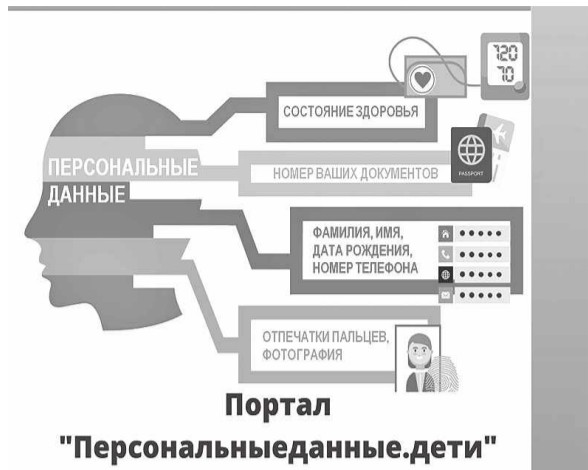 120
70
СОСТОЯНИЕ ЗДОРОВЬЯ
ПЕРСОНАЛЬНЫЕ
ДАННЫЕ
НОМЕР ВАШИХ ДОКУМЕНТОВ
PASSPORT
ФАМИЛИЯ, ИМЯ,
ДАТА РОЖДЕНИЯ,
НОМЕР ТЕЛЕФОНА
ОТПЕЧАТКИ ПАЛЬЦЕВ,
ФОТОГРАФИЯ
Портал
"Персональныеданные.дети"